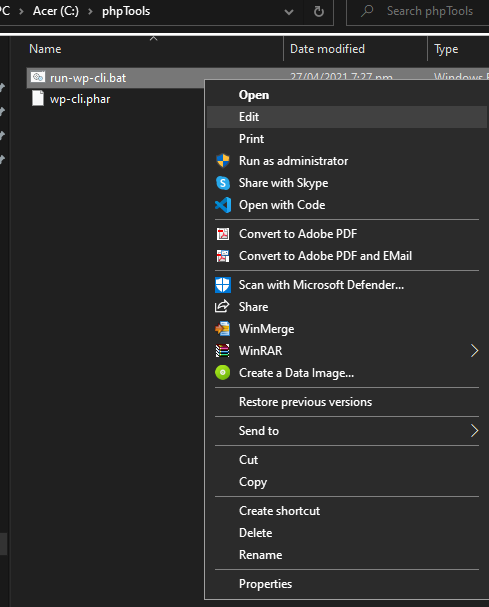 PC > Acer (C:) > phpTools
Search phpTools
Name Date modified Type
run-wp-cli.bat 27/04/2021 7:27 pm Windows
wp-cli.phar
Open
Edit
Print
Run as administrator
Share with Skype
Open with Code
Convert to Adobe PDF
Convert to Adobe PDF and EMail
Scan with Microsoft Defender...
Share
WinMerge
WinRAR
Create a Data Image...
Restore previous versions
Send to
Cut
Copy
Create shortcut
Delete
Rename
Properties